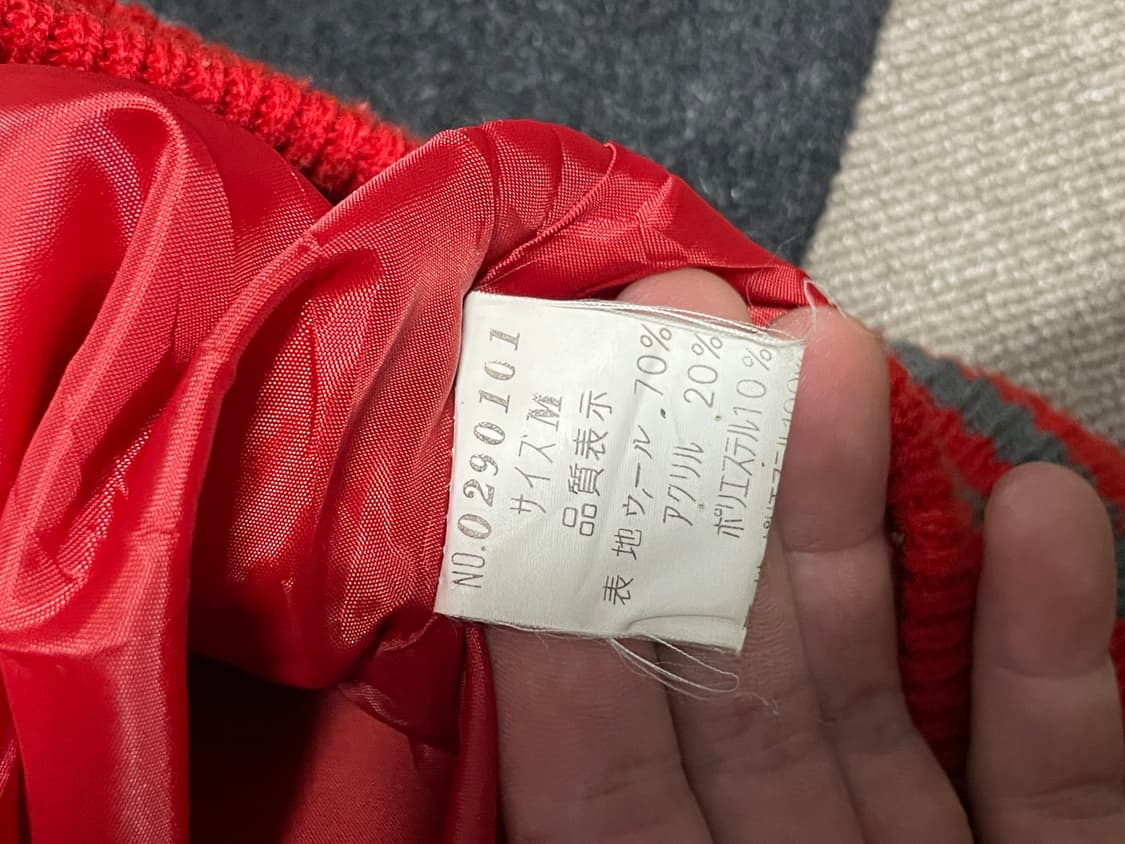 NO.029101
サイズM
品質表示
表地ウール 70%
アクリル 20%
ポリエステル10%